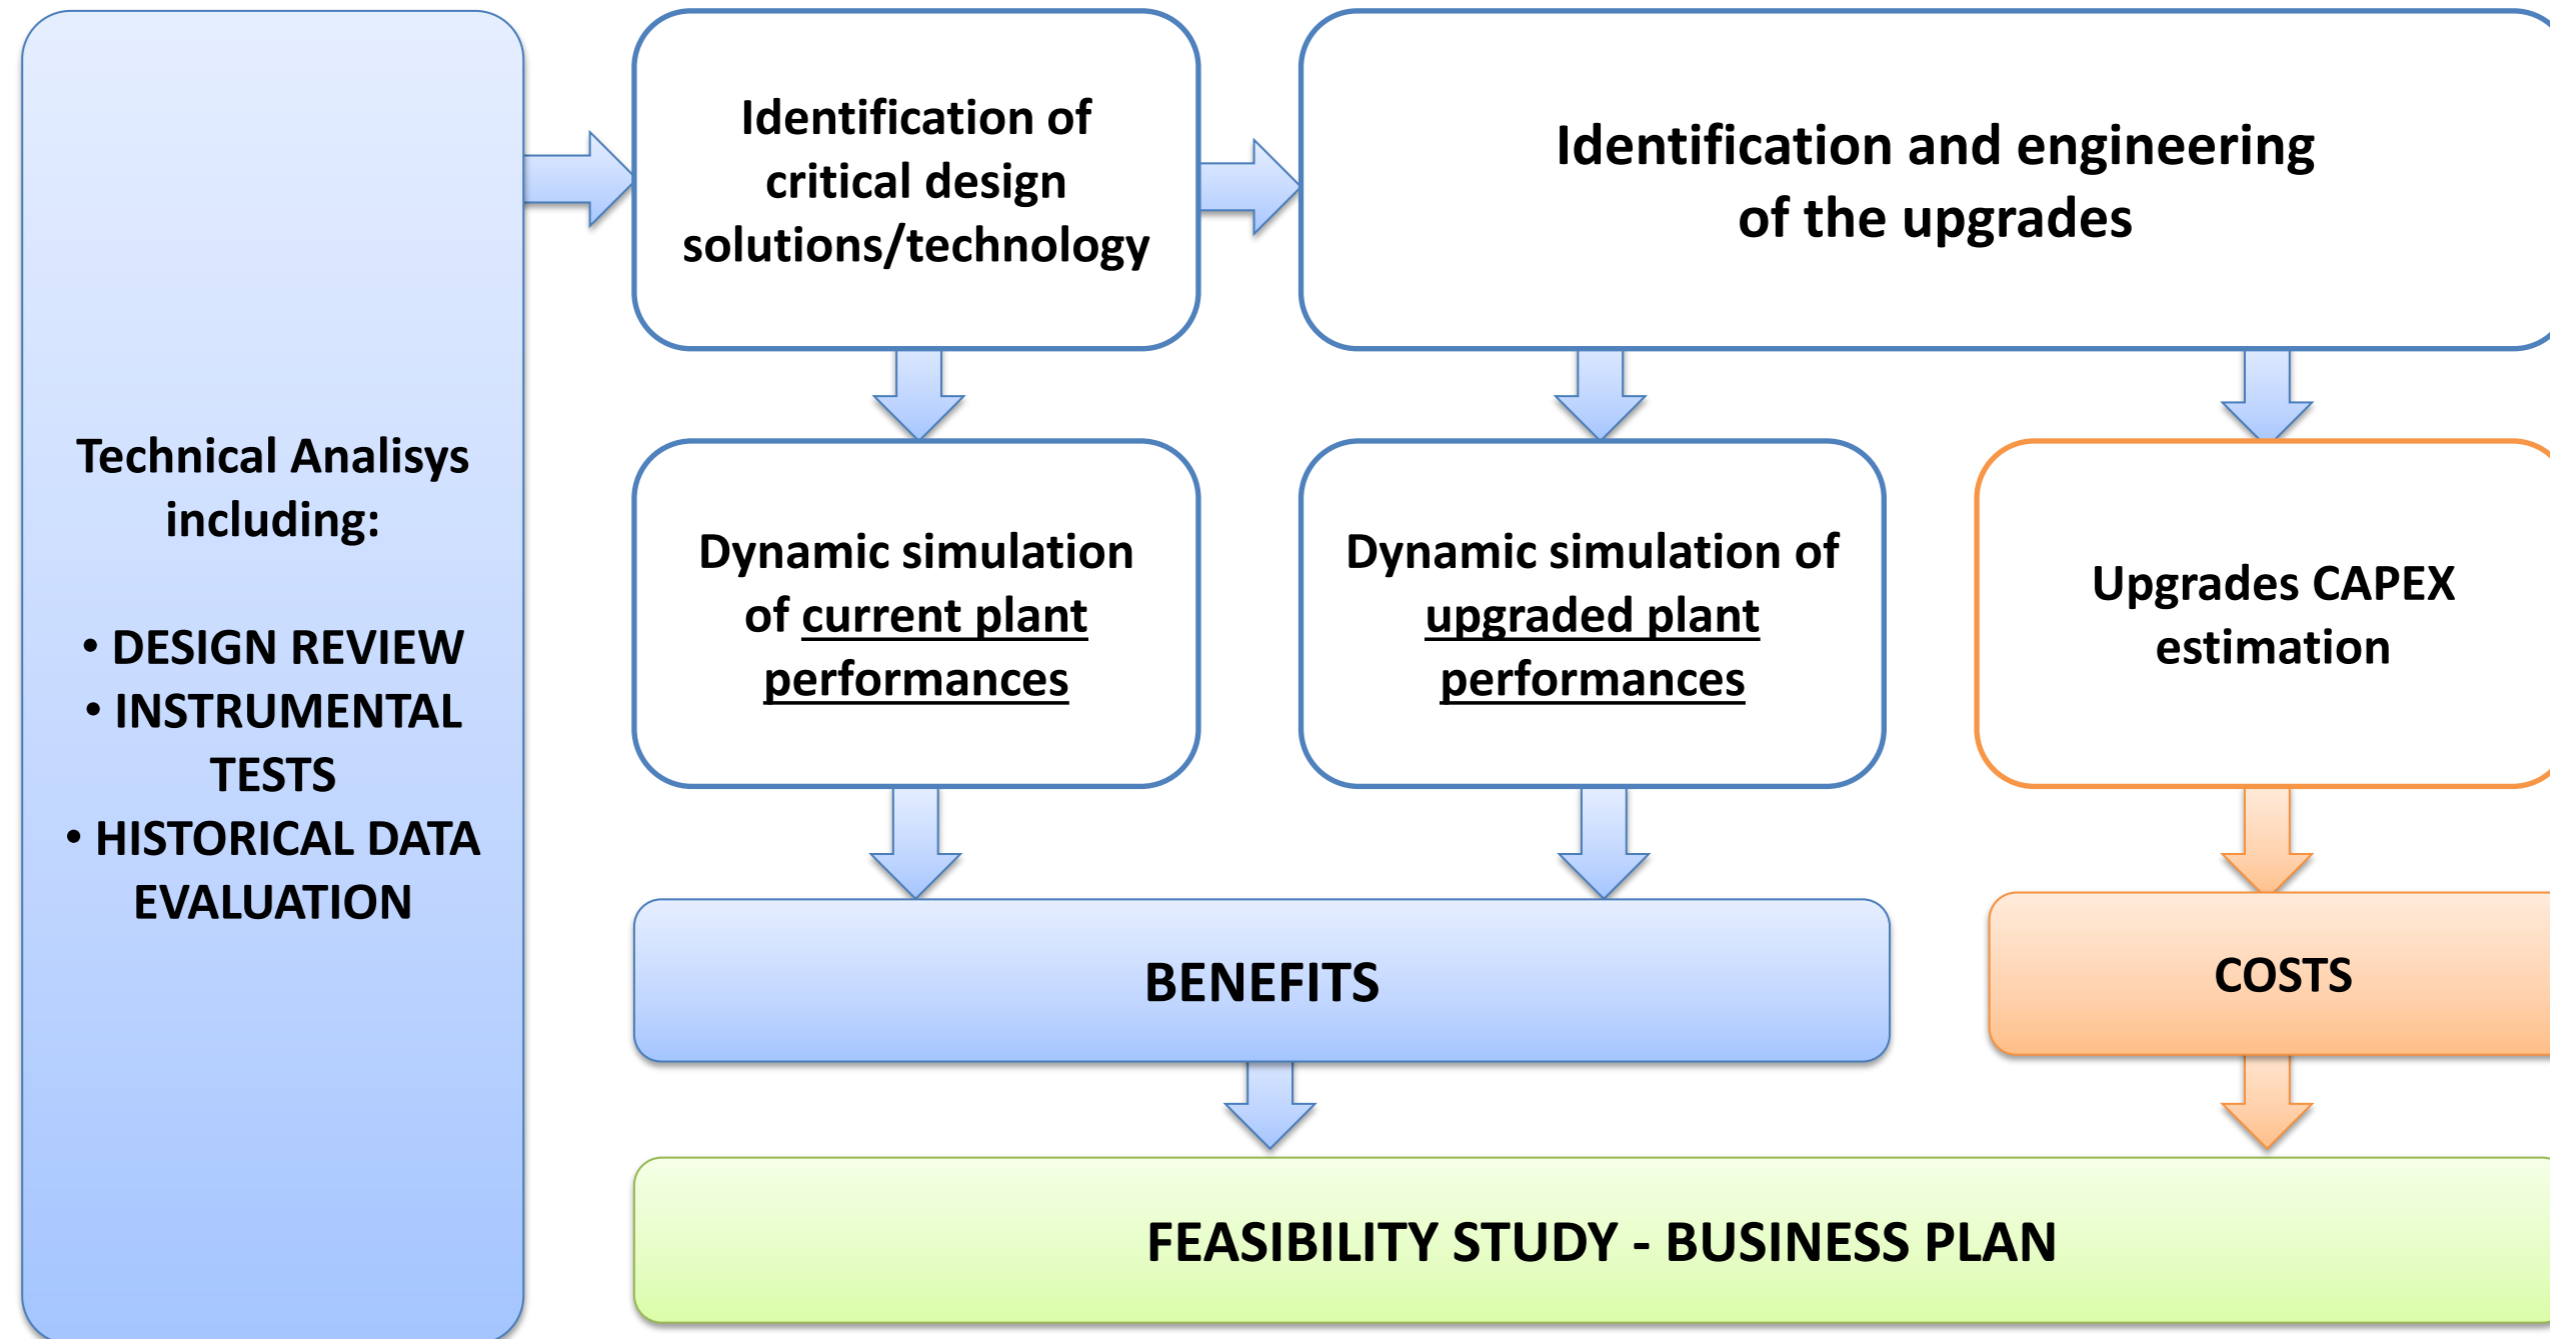 Technical Analisys
including:
• DESIGN REVIEW
• INSTRUMENTAL
TESTS
• HISTORICAL DATA
EVALUATION
Identification of
critical design
solutions/technology
Identification and engineering
of the upgrades
Dynamic simulation
of current plant
performances
Dynamic simulation of
upgraded plant
performances
Upgrades CAPEX
estimation
BENEFITS
COSTS
FEASIBILITY STUDY - BUSINESS PLAN